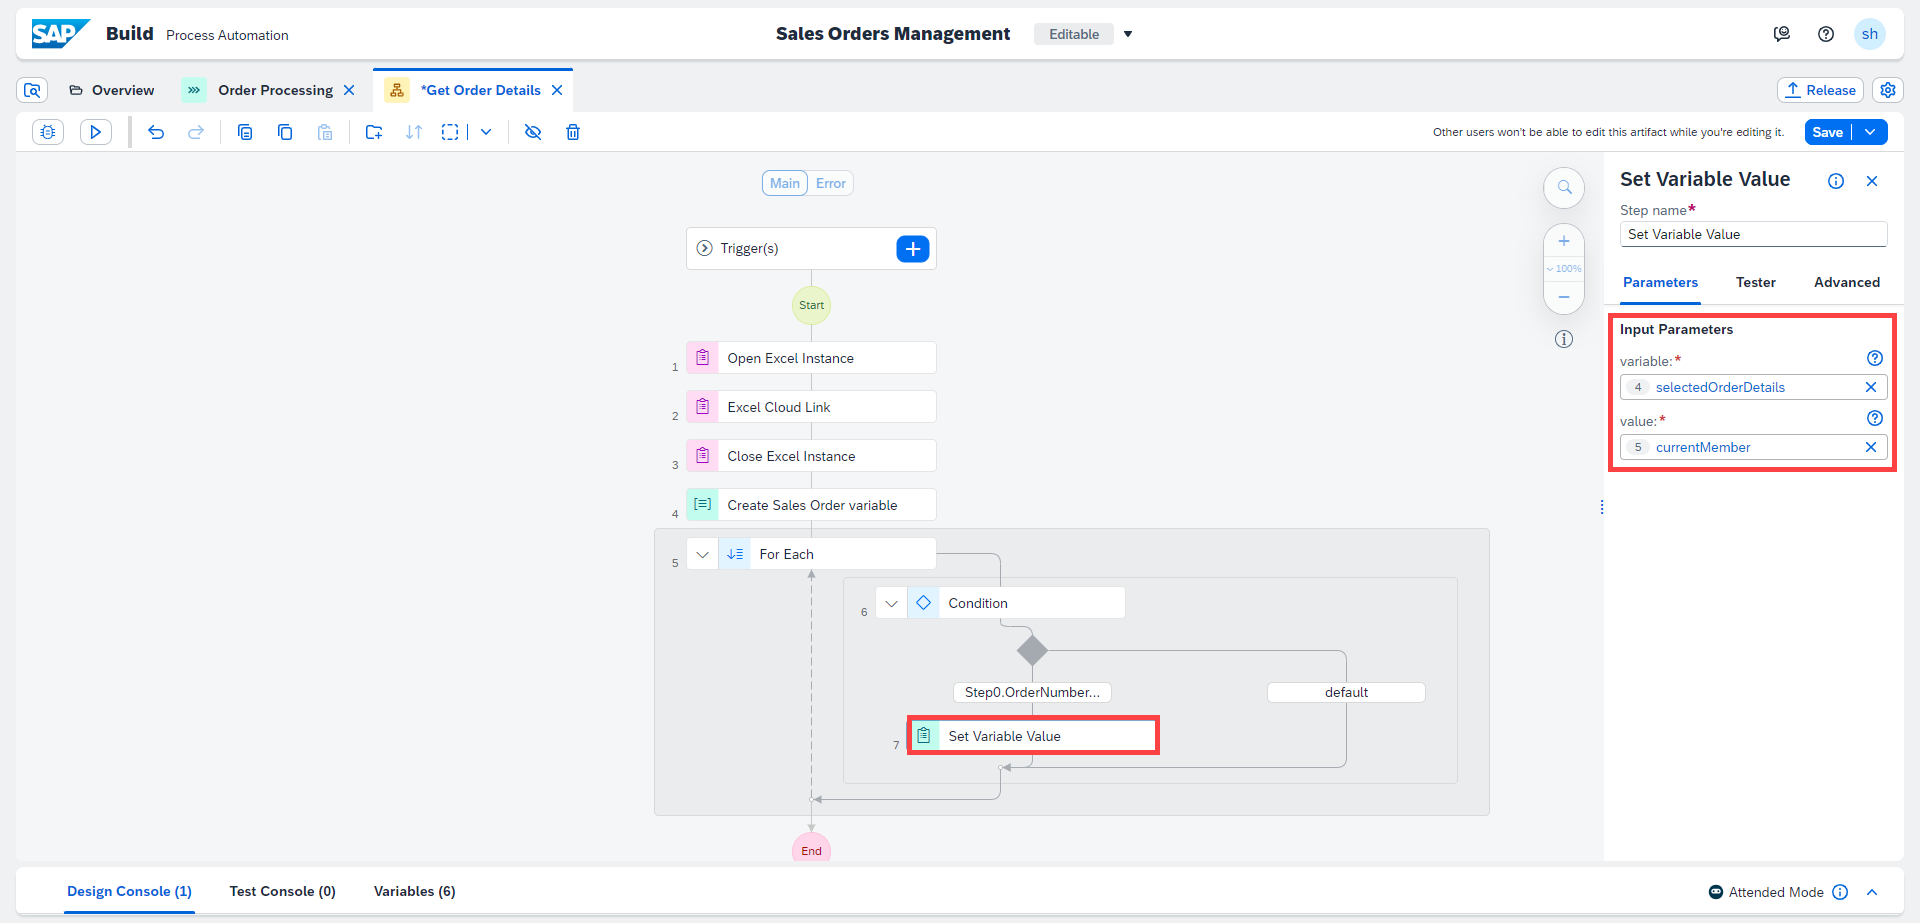 SAP Build Process Automation
Sales Orders Management Editable
sh
Overview
Order Processing
*Get Order Details
Release
Other users won't be able to edit this artifact while you're editing it.
Save
Main Error
Trigger(s)
Start
1 Open Excel Instance
2 Excel Cloud Link
3 Close Excel Instance
4 Create Sales Order variable
5 For Each
6 Condition
Step0.OrderNumber...
default
7 Set Variable Value
End
100%
Set Variable Value
Step name*
Set Variable Value
Parameters Tester Advanced
Input Parameters
variable:*
4 selectedOrderDetails
value:*
5 currentMember
Design Console (1) Test Console (0) Variables (6)
Attended Mode